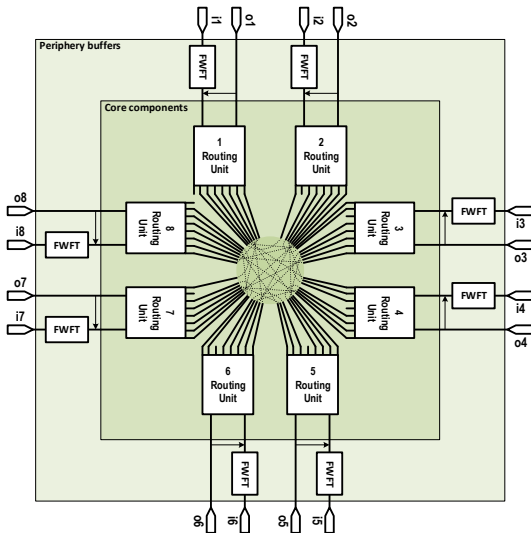 i1
o1
i2
o2
Periphery buffers
FWFT
FWFT
Core components
1
Routing
Unit
2
Routing
Unit
o8
i8
FWFT
8
Routing
Unit
3
Routing
Unit
FWFT
i3
o3
o7
i7
FWFT
7
Routing
Unit
4
Routing
Unit
FWFT
i4
o4
6
Routing
Unit
5
Routing
Unit
FWFT
FWFT
o6
i6
o5
i5